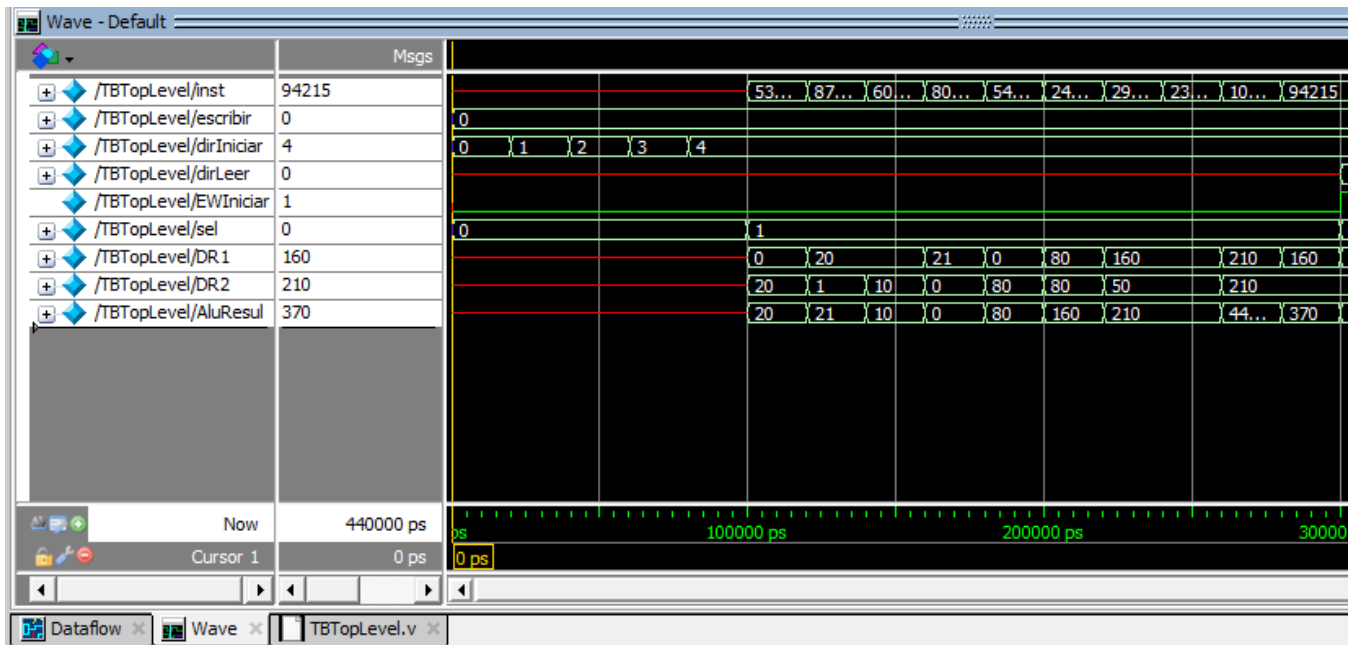 Wave - Default
Msgs
/TBTopLevel/inst 94215 53... 87... 60... 80... 54... 24... 29... 23... 10... 94215
/TBTopLevel/escribir 0 0
/TBTopLevel/dirIniciar 4 0 1 2 3 4
/TBTopLevel/dirLeer 0
/TBTopLevel/EWIniciar 1
/TBTopLevel/sel 0 0 1
/TBTopLevel/DR1 160 0 20 21 0 80 160 210 160
/TBTopLevel/DR2 210 20 1 10 0 80 80 50 210
/TBTopLevel/AluResul 370 20 21 10 0 80 160 210 44... 370
Now 440000 ps ps 100000 ps 200000 ps 30000
Cursor 1 0 ps 0 ps
Dataflow Wave TBTopLevel.v